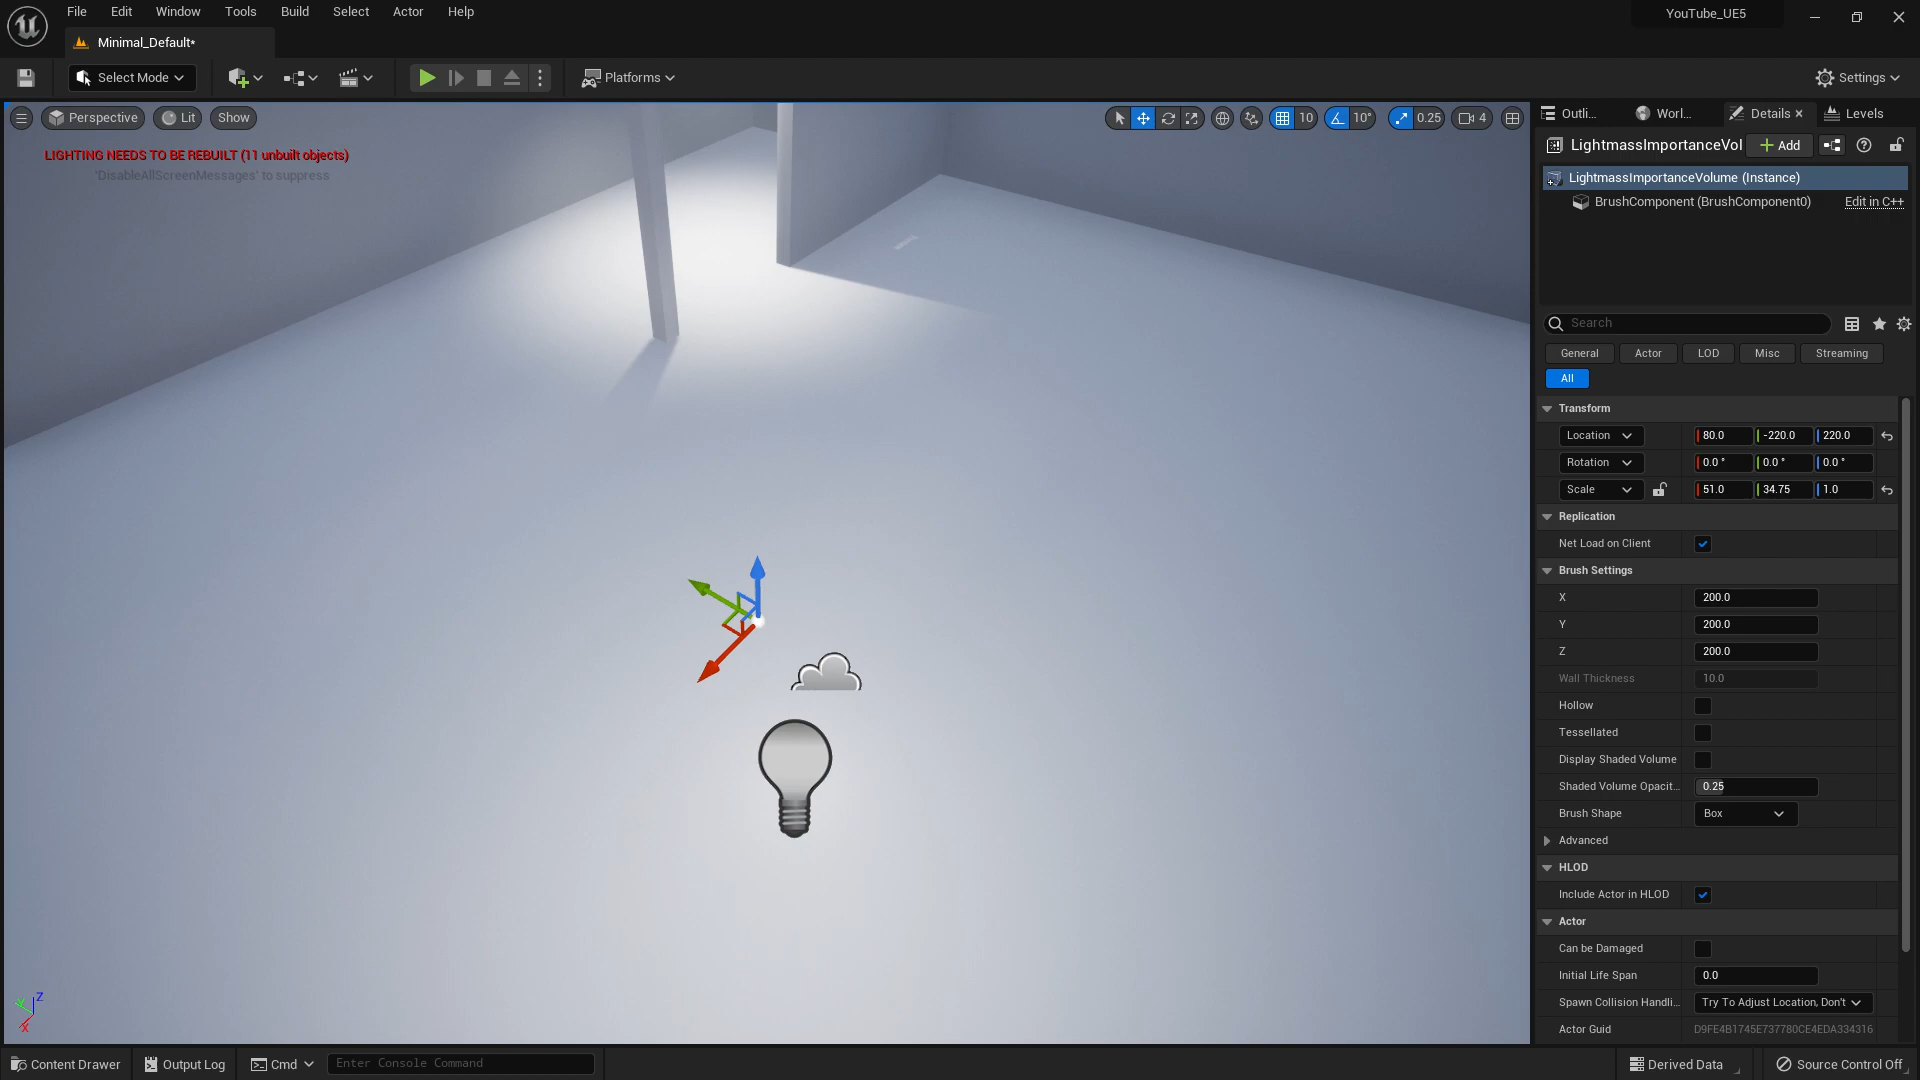 File Edit Window Tools Build Select Actor Help
YouTube_UE5
Minimal_Default*
Select Mode
Platforms
Settings
Perspective Lit Show
10 10° 0.25 4
LIGHTING NEEDS TO BE REBUILT (11 unbuilt objects)
'DisableAllScreenMessages' to suppress
Outli... Worl... Details Levels
LightmassImportanceVol Add
LightmassImportanceVolume (Instance)
BrushComponent (BrushComponent0) Edit in C++
Search
General Actor LOD Misc Streaming
All
Transform
Location 80.0 -220.0 220.0
Rotation 0.0 ° 0.0 ° 0.0 °
Scale 51.0 34.75 1.0
Replication
Net Load on Client
Brush Settings
X 200.0
Y 200.0
Z 200.0
Wall Thickness 10.0
Hollow
Tessellated
Display Shaded Volume
Shaded Volume Opacit... 0.25
Brush Shape Box
Advanced
HLOD
Include Actor in HLOD
Actor
Can be Damaged
Initial Life Span 0.0
Spawn Collision Handli... Try To Adjust Location, Don't
Actor Guid D9FE4B1745E737780CE4EDA334316
Z
X
Content Drawer Output Log Cmd Enter Console Command
Derived Data Source Control Off